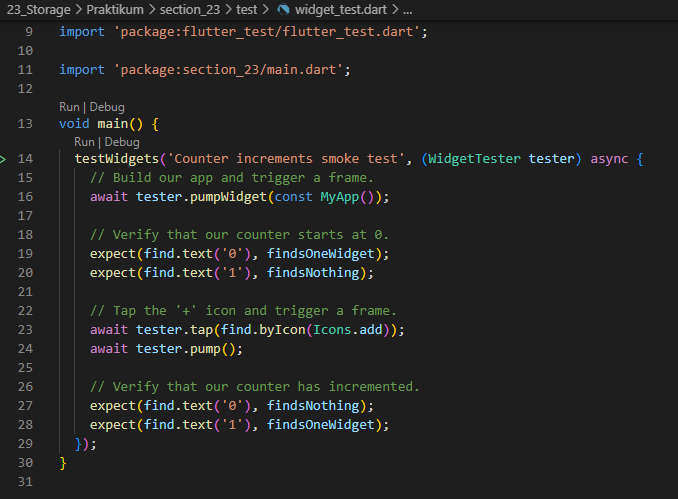 23_Storage > Praktikum > section_23 > test > widget_test.dart > ...
9 import 'package:flutter_test/flutter_test.dart';
10
11 import 'package:section_23/main.dart';
12
Run | Debug
13 void main() {
Run | Debug
14 testWidgets('Counter increments smoke test', (WidgetTester tester) async {
15 // Build our app and trigger a frame.
16 await tester.pumpWidget(const MyApp());
17
18 // Verify that our counter starts at 0.
19 expect(find.text('0'), findsOneWidget);
20 expect(find.text('1'), findsNothing);
21
22 // Tap the '+' icon and trigger a frame.
23 await tester.tap(find.byIcon(Icons.add));
24 await tester.pump();
25
26 // Verify that our counter has incremented.
27 expect(find.text('0'), findsNothing);
28 expect(find.text('1'), findsOneWidget);
29 });
30 }
31